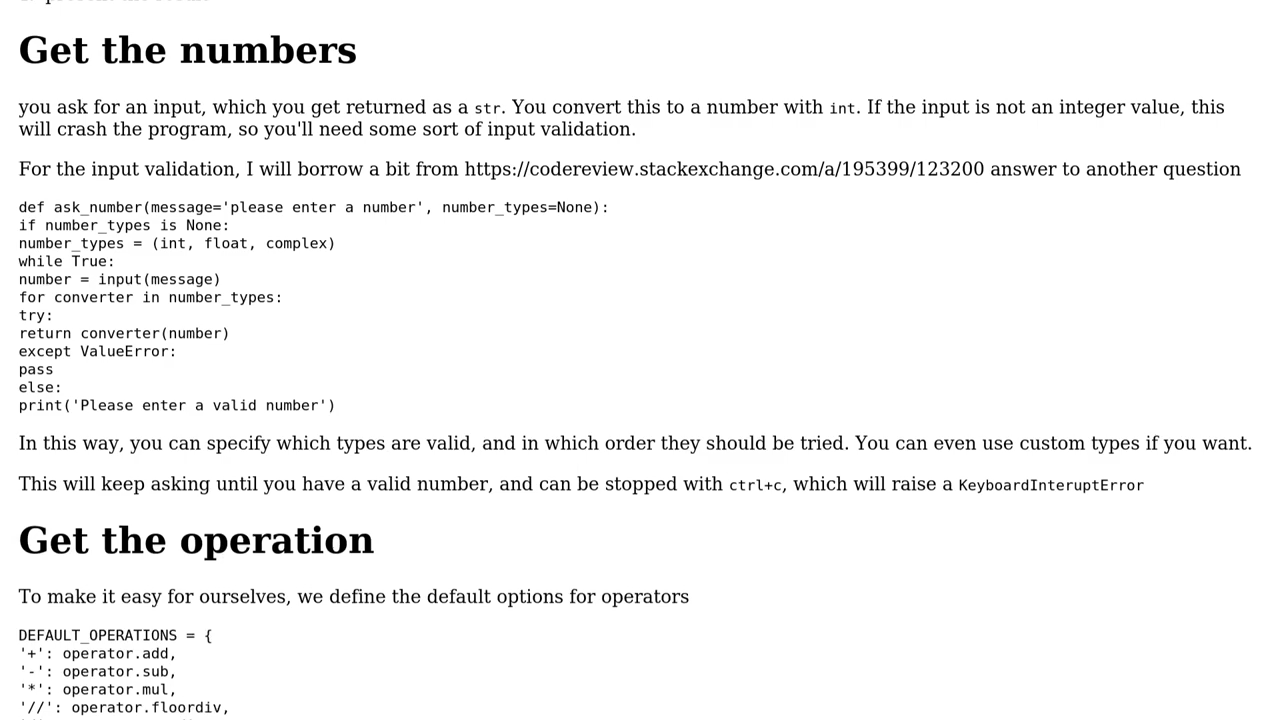 Get the numbers
you ask for an input, which you get returned as a str. You convert this to a number with int. If the input is not an integer value, this
will crash the program, so you'll need some sort of input validation.
For the input validation, I will borrow a bit from https://codereview.stackexchange.com/a/195399/123200 answer to another question
def ask_number(message='please enter a number', number_types=None):
if number_types is None:
number_types = (int, float, complex)
while True:
number = input(message)
for converter in number_types:
try:
return converter(number)
except ValueError:
pass
else:
print('Please enter a valid number')
In this way, you can specify which types are valid, and in which order they should be tried. You can even use custom types if you want.
This will keep asking until you have a valid number, and can be stopped with ctrl+c, which will raise a KeyboardInteruptError
Get the operation
To make it easy for ourselves, we define the default options for operators
DEFAULT_OPERATIONS = {
'+': operator.add,
'-': operator.sub,
'*': operator.mul,
'//': operator.floordiv,